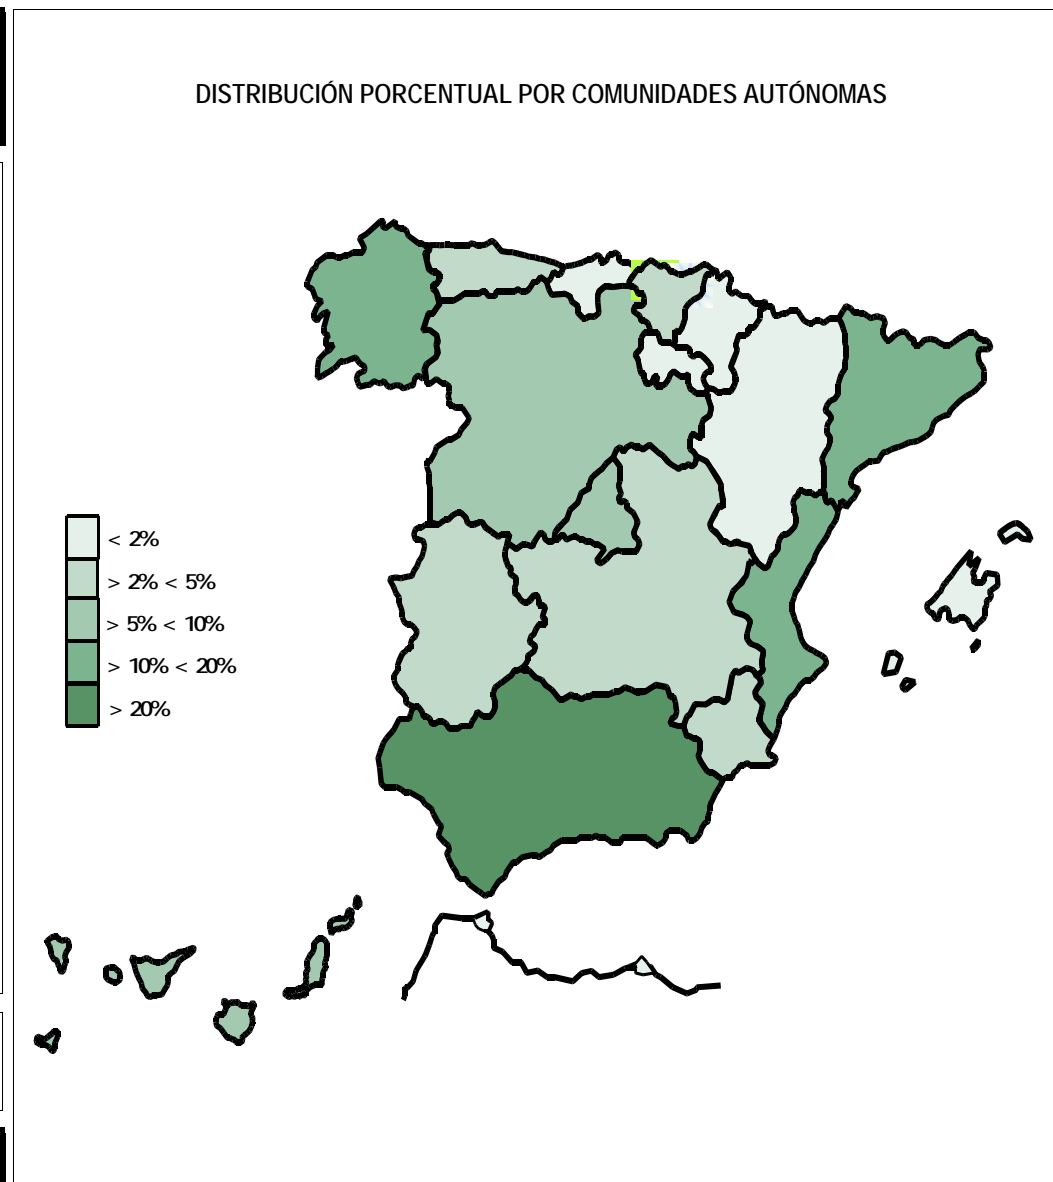 DISTRIBUCIÓN PORCENTUAL POR COMUNIDADES AUTÓNOMAS
< 2%
> 2% < 5%
> 5% < 10%
> 10% < 20%
> 20%